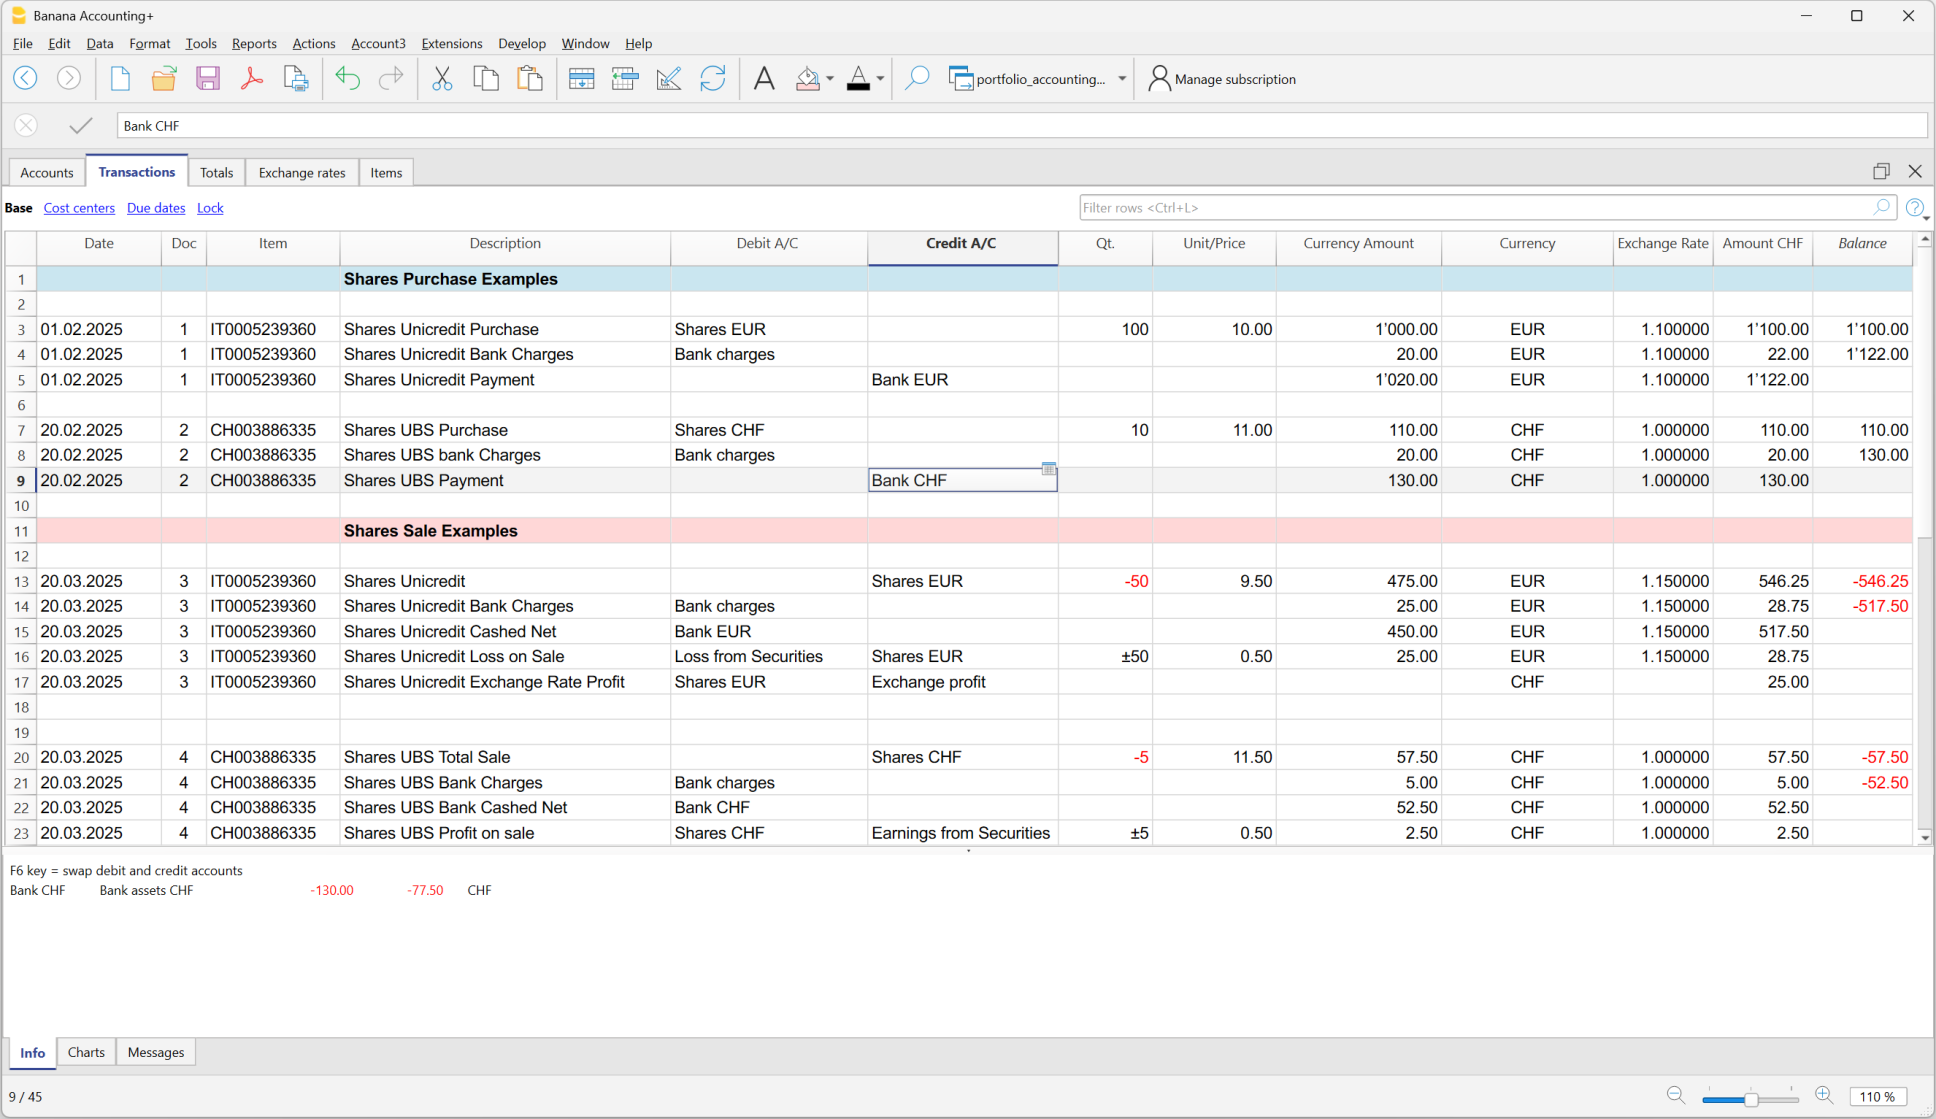 Banana Accounting+
File Edit Data Format Tools Reports Actions Account3 Extensions Develop Window Help
portfolio_accounting... Manage subscription
Bank CHF
Accounts Transactions Totals Exchange rates Items
Base Cost centers Due dates Lock Filter rows <Ctrl+L>
Date Doc Item Description Debit A/C Credit A/C Qt. Unit/Price Currency Amount Currency Exchange Rate Amount CHF Balance
1 Shares Purchase Examples
2
3 01.02.2025 1 IT0005239360 Shares Unicredit Purchase Shares EUR 100 10.00 1'000.00 EUR 1.100000 1'100.00 1'100.00
4 01.02.2025 1 IT0005239360 Shares Unicredit Bank Charges Bank charges 20.00 EUR 1.100000 22.00 1'122.00
5 01.02.2025 1 IT0005239360 Shares Unicredit Payment Bank EUR 1'020.00 EUR 1.100000 1'122.00
6
7 20.02.2025 2 CH003886335 Shares UBS Purchase Shares CHF 10 11.00 110.00 CHF 1.000000 110.00 110.00
8 20.02.2025 2 CH003886335 Shares UBS bank Charges Bank charges 20.00 CHF 1.000000 20.00 130.00
9 20.02.2025 2 CH003886335 Shares UBS Payment Bank CHF 130.00 CHF 1.000000 130.00
10
11 Shares Sale Examples
12
13 20.03.2025 3 IT0005239360 Shares Unicredit Shares EUR -50 9.50 475.00 EUR 1.150000 546.25 -546.25
14 20.03.2025 3 IT0005239360 Shares Unicredit Bank Charges Bank charges 25.00 EUR 1.150000 28.75 -517.50
15 20.03.2025 3 IT0005239360 Shares Unicredit Cashed Net Bank EUR 450.00 EUR 1.150000 517.50
16 20.03.2025 3 IT0005239360 Shares Unicredit Loss on Sale Loss from Securities Shares EUR ±50 0.50 25.00 EUR 1.150000 28.75
17 20.03.2025 3 IT0005239360 Shares Unicredit Exchange Rate Profit Shares EUR Exchange profit CHF 25.00
18
19
20 20.03.2025 4 CH003886335 Shares UBS Total Sale Shares CHF -5 11.50 57.50 CHF 1.000000 57.50 -57.50
21 20.03.2025 4 CH003886335 Shares UBS Bank Charges Bank charges 5.00 CHF 1.000000 5.00 -52.50
22 20.03.2025 4 CH003886335 Shares UBS Bank Cashed Net Bank CHF 52.50 CHF 1.000000 52.50
23 20.03.2025 4 CH003886335 Shares UBS Profit on sale Shares CHF Earnings from Securities ±5 0.50 2.50 CHF 1.000000 2.50
F6 key = swap debit and credit accounts
Bank CHF Bank assets CHF -130.00 -77.50 CHF
Info Charts Messages
9 / 45 110 %